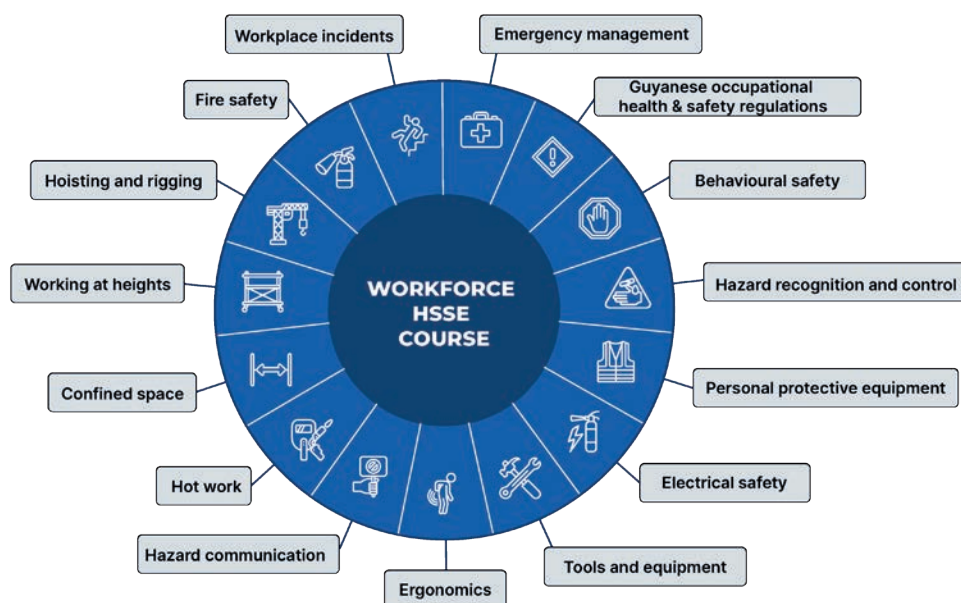 Workplace incidents
Emergency management
Fire safety
Guyanese occupational
health & safety regulations
Hoisting and rigging
Behavioural safety
Working at heights
Hazard recognition and control
WORKFORCE
HSSE
COURSE
Confined space
Personal protective equipment
Hot work
Electrical safety
Hazard communication
Tools and equipment
Ergonomics